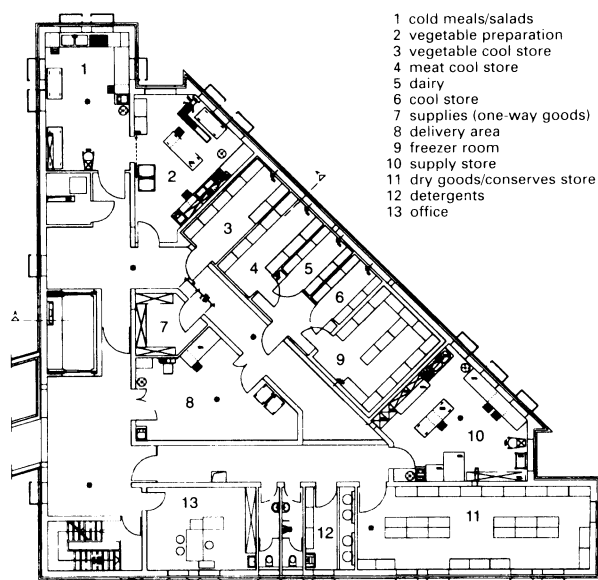 1 cold meals/salads
2 vegetable preparation
3 vegetable cool store
4 meat cool store
5 dairy
6 cool store
7 supplies (one-way goods)
8 delivery area
9 freezer room
10 supply store
11 dry goods/conserves store
12 detergents
13 office
1
2
3
4
5
6
7
8
9
10
11
12
13
A
A